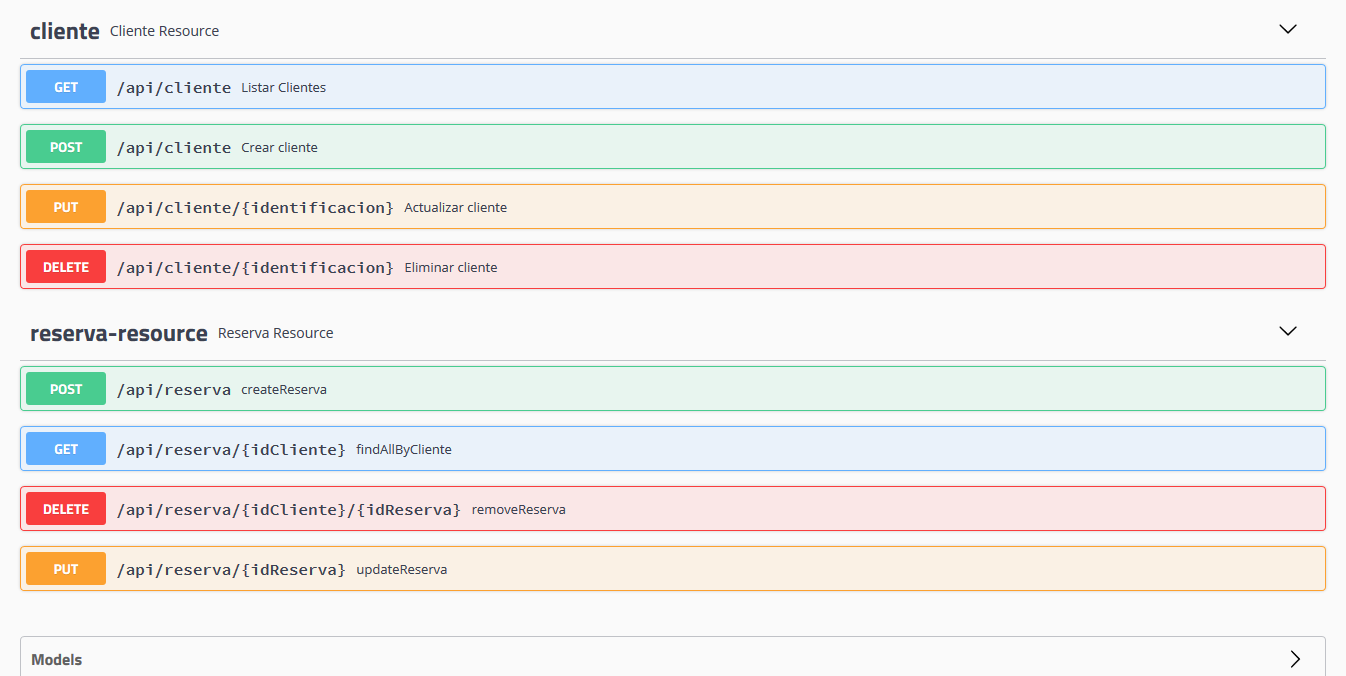 cliente Cliente Resource
GET /api/cliente Listar Clientes
POST /api/cliente Crear cliente
PUT /api/cliente/{identificacion} Actualizar cliente
DELETE /api/cliente/{identificacion} Eliminar cliente
reserva-resource Reserva Resource
POST /api/reserva createReserva
GET /api/reserva/{idCliente} findAllByCliente
DELETE /api/reserva/{idCliente}/{idReserva} removeReserva
PUT /api/reserva/{idReserva} updateReserva
Models